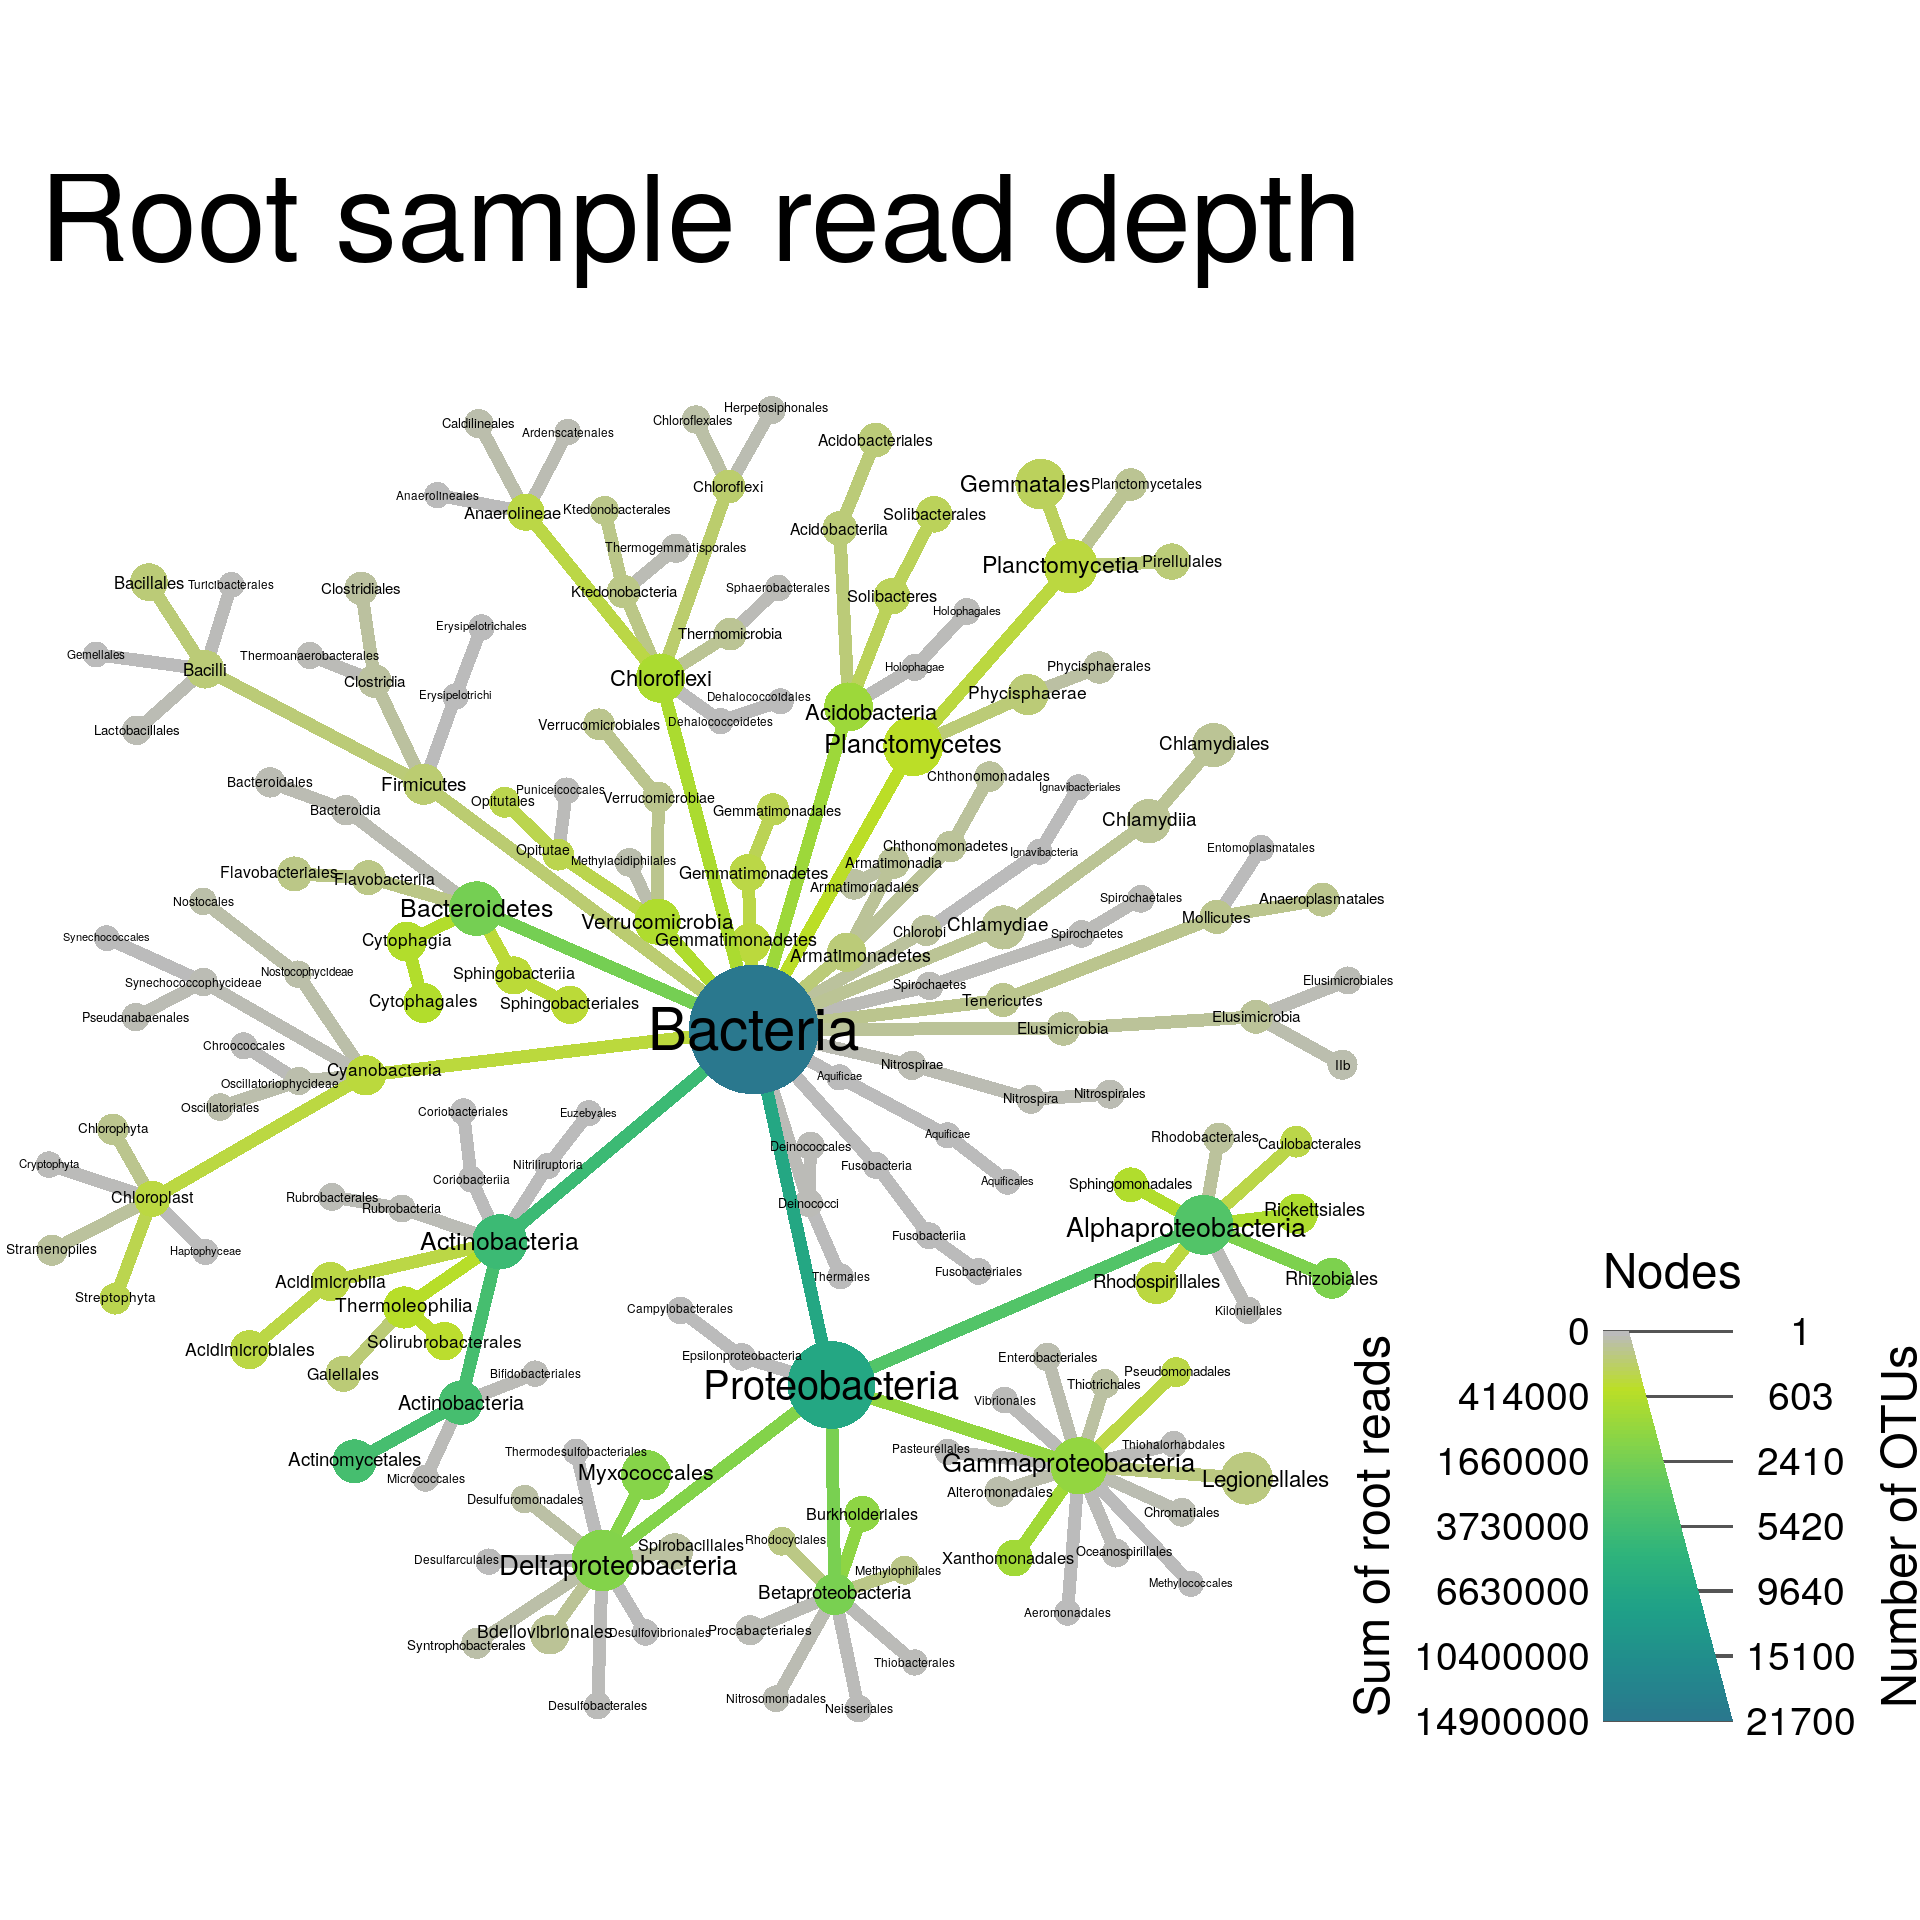 Root sample read depth
Herpetosiphonales
Caldilineales
Chloroflexales
Ardenscatenales
Acidobacteriales
Gemmatales
Planctomycetales
Chloroflexi
Anaerolineales
Anaerolineae
Ktedonobacterales
Solibacterales
Acidobacteriia
Thermogemmatisporales
Planctomycetia
Pirellulales
Bacillales
Turicibacterales
Clostridiales
Ktedonobacteria
Sphaerobacterales
Solibacteres
Holophagales
Erysipelotrichales
Thermomicrobia
Gemellales
Thermoanaerobacterales
Bacilli
Holophagae
Phycisphaerales
Clostridia
Chloroflexi
Erysipelotrichi
Dehalococcoidales
Phycisphaerae
Acidobacteria
Dehalococcoidetes
Verrucomicrobiales
Lactobacillales
Planctomycetes
Chlamydiales
Bacteroidales
Firmicutes
Chthonomonadales
Ignavibacteriales
Puniceicoccales
Opitutales
Verrucomicrobiae
Bacteroidia
Gemmatimonadales
Chlamydiia
Chthonomonadetes
Opitutae
Methylacidiphilales
Armatimonadia
Ignavibacteria
Entomoplasmatales
Flavobacteriales
Flavobacteriia
Gemmatimonadetes
Armatimonadales
Nostocales
Bacteroidetes
Spirochaetales
Anaeroplasmatales
Verrucomicrobia
Mollicutes
Chlorobi
Chlamydiae
Spirochaetes
Synechococcales
Cytophagia
Gemmatimonadetes
Armatimonadetes
Nostocophycideae
Sphingobacteriia
Synechococcophycideae
Spirochaetes
Elusimicrobiales
Cytophagales
Sphingobacteriales
Tenericutes
Pseudanabaenales
Elusimicrobia
Elusimicrobia
Bacteria
Chroococcales
Cyanobacteria
Nitrospirae
IIb
Aquificae
Oscillatoriophycideae
Nitrospira
Nitrospirales
Oscillatoriales
Coriobacteriales
Euzebyales
Chlorophyta
Aquificae
Rhodobacterales
Caulobacterales
Deinococcales
Cryptophyta
Nitriliruptoria
Fusobacteria
Coriobacteriia
Aquificales
Sphingomonadales
Chloroplast
Rubrobacterales
Rubrobacteria
Deinococci
Rickettsiales
Alphaproteobacteria
Actinobacteria
Fusobacteriia
Stramenopiles
Haptophyceae
Fusobacteriales
Thermales
Acidimicrobiia
Rhodospirillales
Rhizobiales
Streptophyta
Thermoleophilia
Campylobacterales
Kiloniellales
Acidimicrobiales
Solirubrobacterales
Epsilonproteobacteria
Enterobacteriales
Gaiellales
Bifidobacteriales
Pseudomonadales
Thiotrichales
Proteobacteria
Vibrionales
Actinobacteria
Pasteurellales
Thiohalorhabdales
Thermodesulfobacteriales
Actinomycetales
Gammaproteobacteria
Micrococcales
Myxococcales
Legionellales
Alteromonadales
Desulfuromonadales
Burkholderiales
Chromatiales
Rhodocyclales
Spirobacillales
Oceanospirillales
Desulfarculales
Deltaproteobacteria
Xanthomonadales
Methylophilales
Methylococcales
Betaproteobacteria
Aeromonadales
Bdellovibrionales
Desulfovibrionales
Procabacteriales
Syntrophobacterales
Thiobacterales
Desulfobacterales
Nitrosomonadales
Neisseriales
Nodes
Sum of root reads
Number of OTUs
0 1
414000 603
1660000 2410
3730000 5420
6630000 9640
10400000 15100
14900000 21700